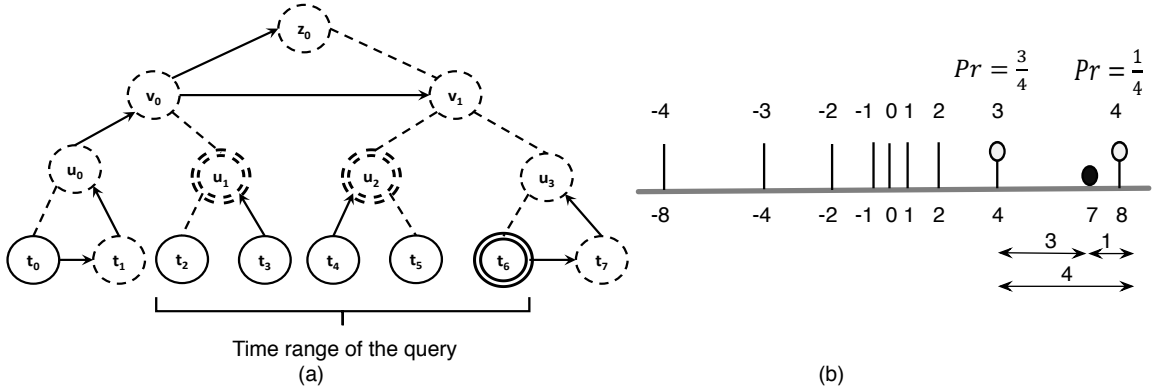 z₀
v₀ v₁
u₀ u₁ u₂ u₃
t₀ t₁ t₂ t₃ t₄ t₅ t₆ t₇
Time range of the query
(a)
Pr = 3/4 Pr = 1/4
-4 -3 -2 -1 0 1 2 3 4
-8 -4 -2 -1 0 1 2 4 7 8
3 1
4
(b)